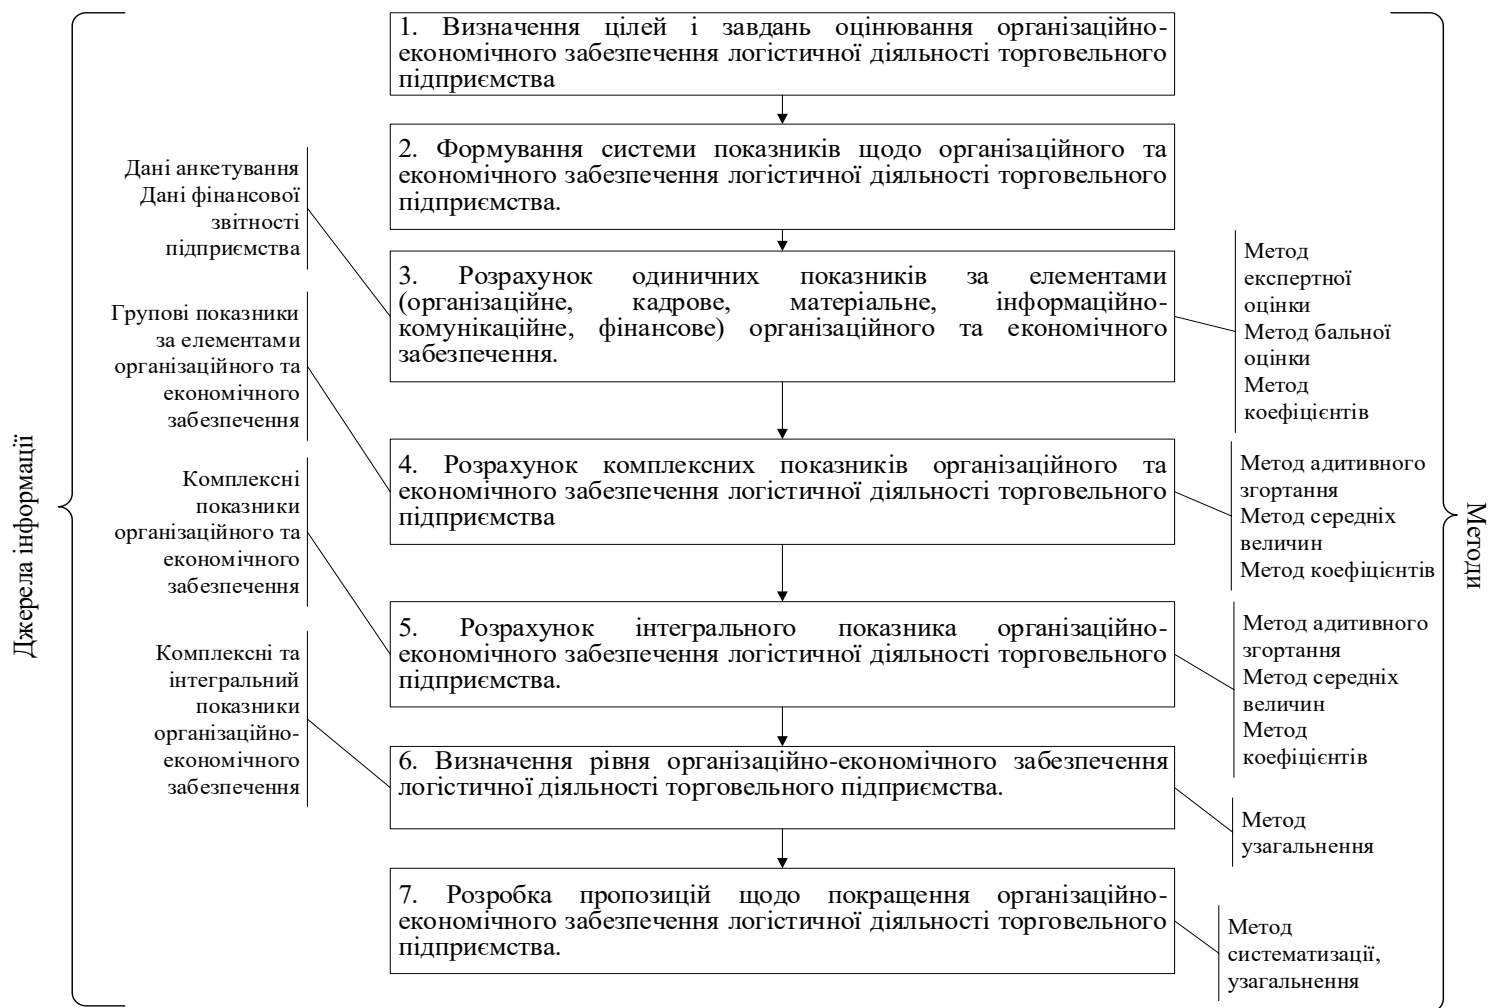 Джерела інформації
Дані анкетування
Дані фінансової
звітності
підприємства
Групові показники
за елементами
організаційного та
економічного
забезпечення
Комплексні
показники
організаційного та
економічного
забезпечення
Комплексні та
інтегральний
показники
організаційно-
економічного
забезпечення
1. Визначення цілей і завдань оцінювання організаційно-
економічного забезпечення логістичної діяльності торговельного
підприємства
2. Формування системи показників щодо організаційного та
економічного забезпечення логістичної діяльності торговельного
підприємства.
3. Розрахунок одиничних показників за елементами
(організаційне, кадрове, матеріальне, інформаційно-
комунікаційне, фінансове) організаційного та економічного
забезпечення.
4. Розрахунок комплексних показників організаційного та
економічного забезпечення логістичної діяльності торговельного
підприємства
5. Розрахунок інтегрального показника організаційно-
економічного забезпечення логістичної діяльності торговельного
підприємства.
6. Визначення рівня організаційно-економічного забезпечення
логістичної діяльності торговельного підприємства.
7. Розробка пропозицій щодо покращення організаційно-
економічного забезпечення логістичної діяльності торговельного
підприємства.
Метод
експертної
оцінки
Метод бальної
оцінки
Метод
коефіцієнтів
Метод адитивного
згортання
Метод середніх
величин
Метод коефіцієнтів
Метод адитивного
згортання
Метод середніх
величин
Метод
коефіцієнтів
Метод
узагальнення
Метод
систематизації,
узагальнення
Методи